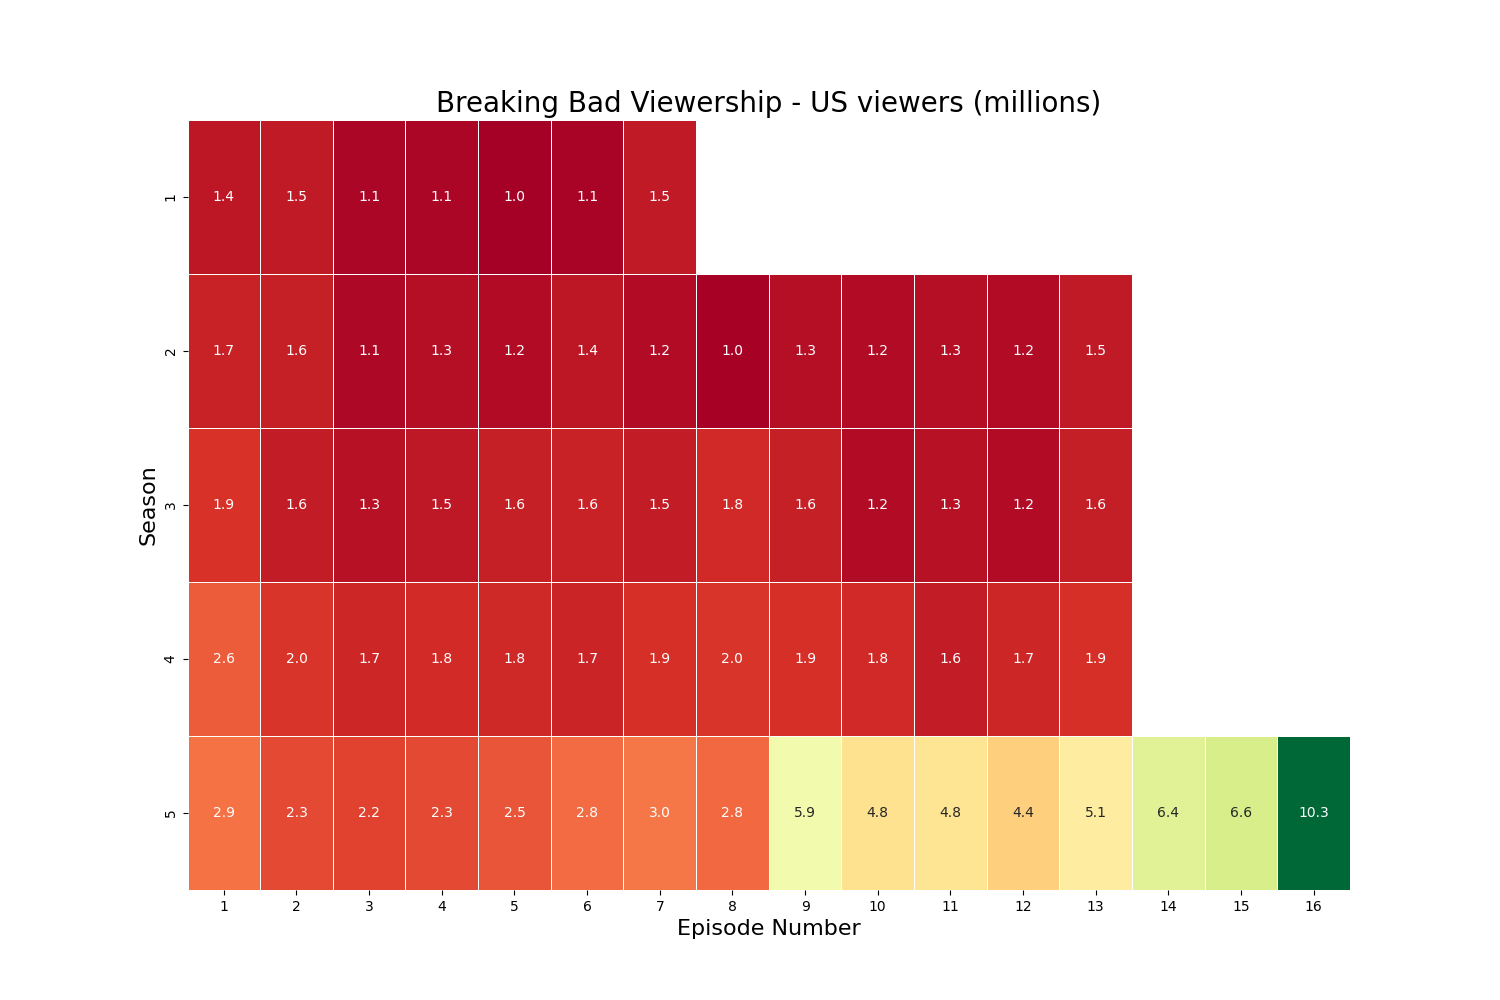 Breaking Bad Viewership - US viewers (millions)
1 1.4 1.5 1.1 1.1 1.0 1.1 1.5
2 1.7 1.6 1.1 1.3 1.2 1.4 1.2 1.0 1.3 1.2 1.3 1.2 1.5
Season
3 1.9 1.6 1.3 1.5 1.6 1.6 1.5 1.8 1.6 1.2 1.3 1.2 1.6
4 2.6 2.0 1.7 1.8 1.8 1.7 1.9 2.0 1.9 1.8 1.6 1.7 1.9
5 2.9 2.3 2.2 2.3 2.5 2.8 3.0 2.8 5.9 4.8 4.8 4.4 5.1 6.4 6.6 10.3
1 2 3 4 5 6 7 8 9 10 11 12 13 14 15 16
Episode Number